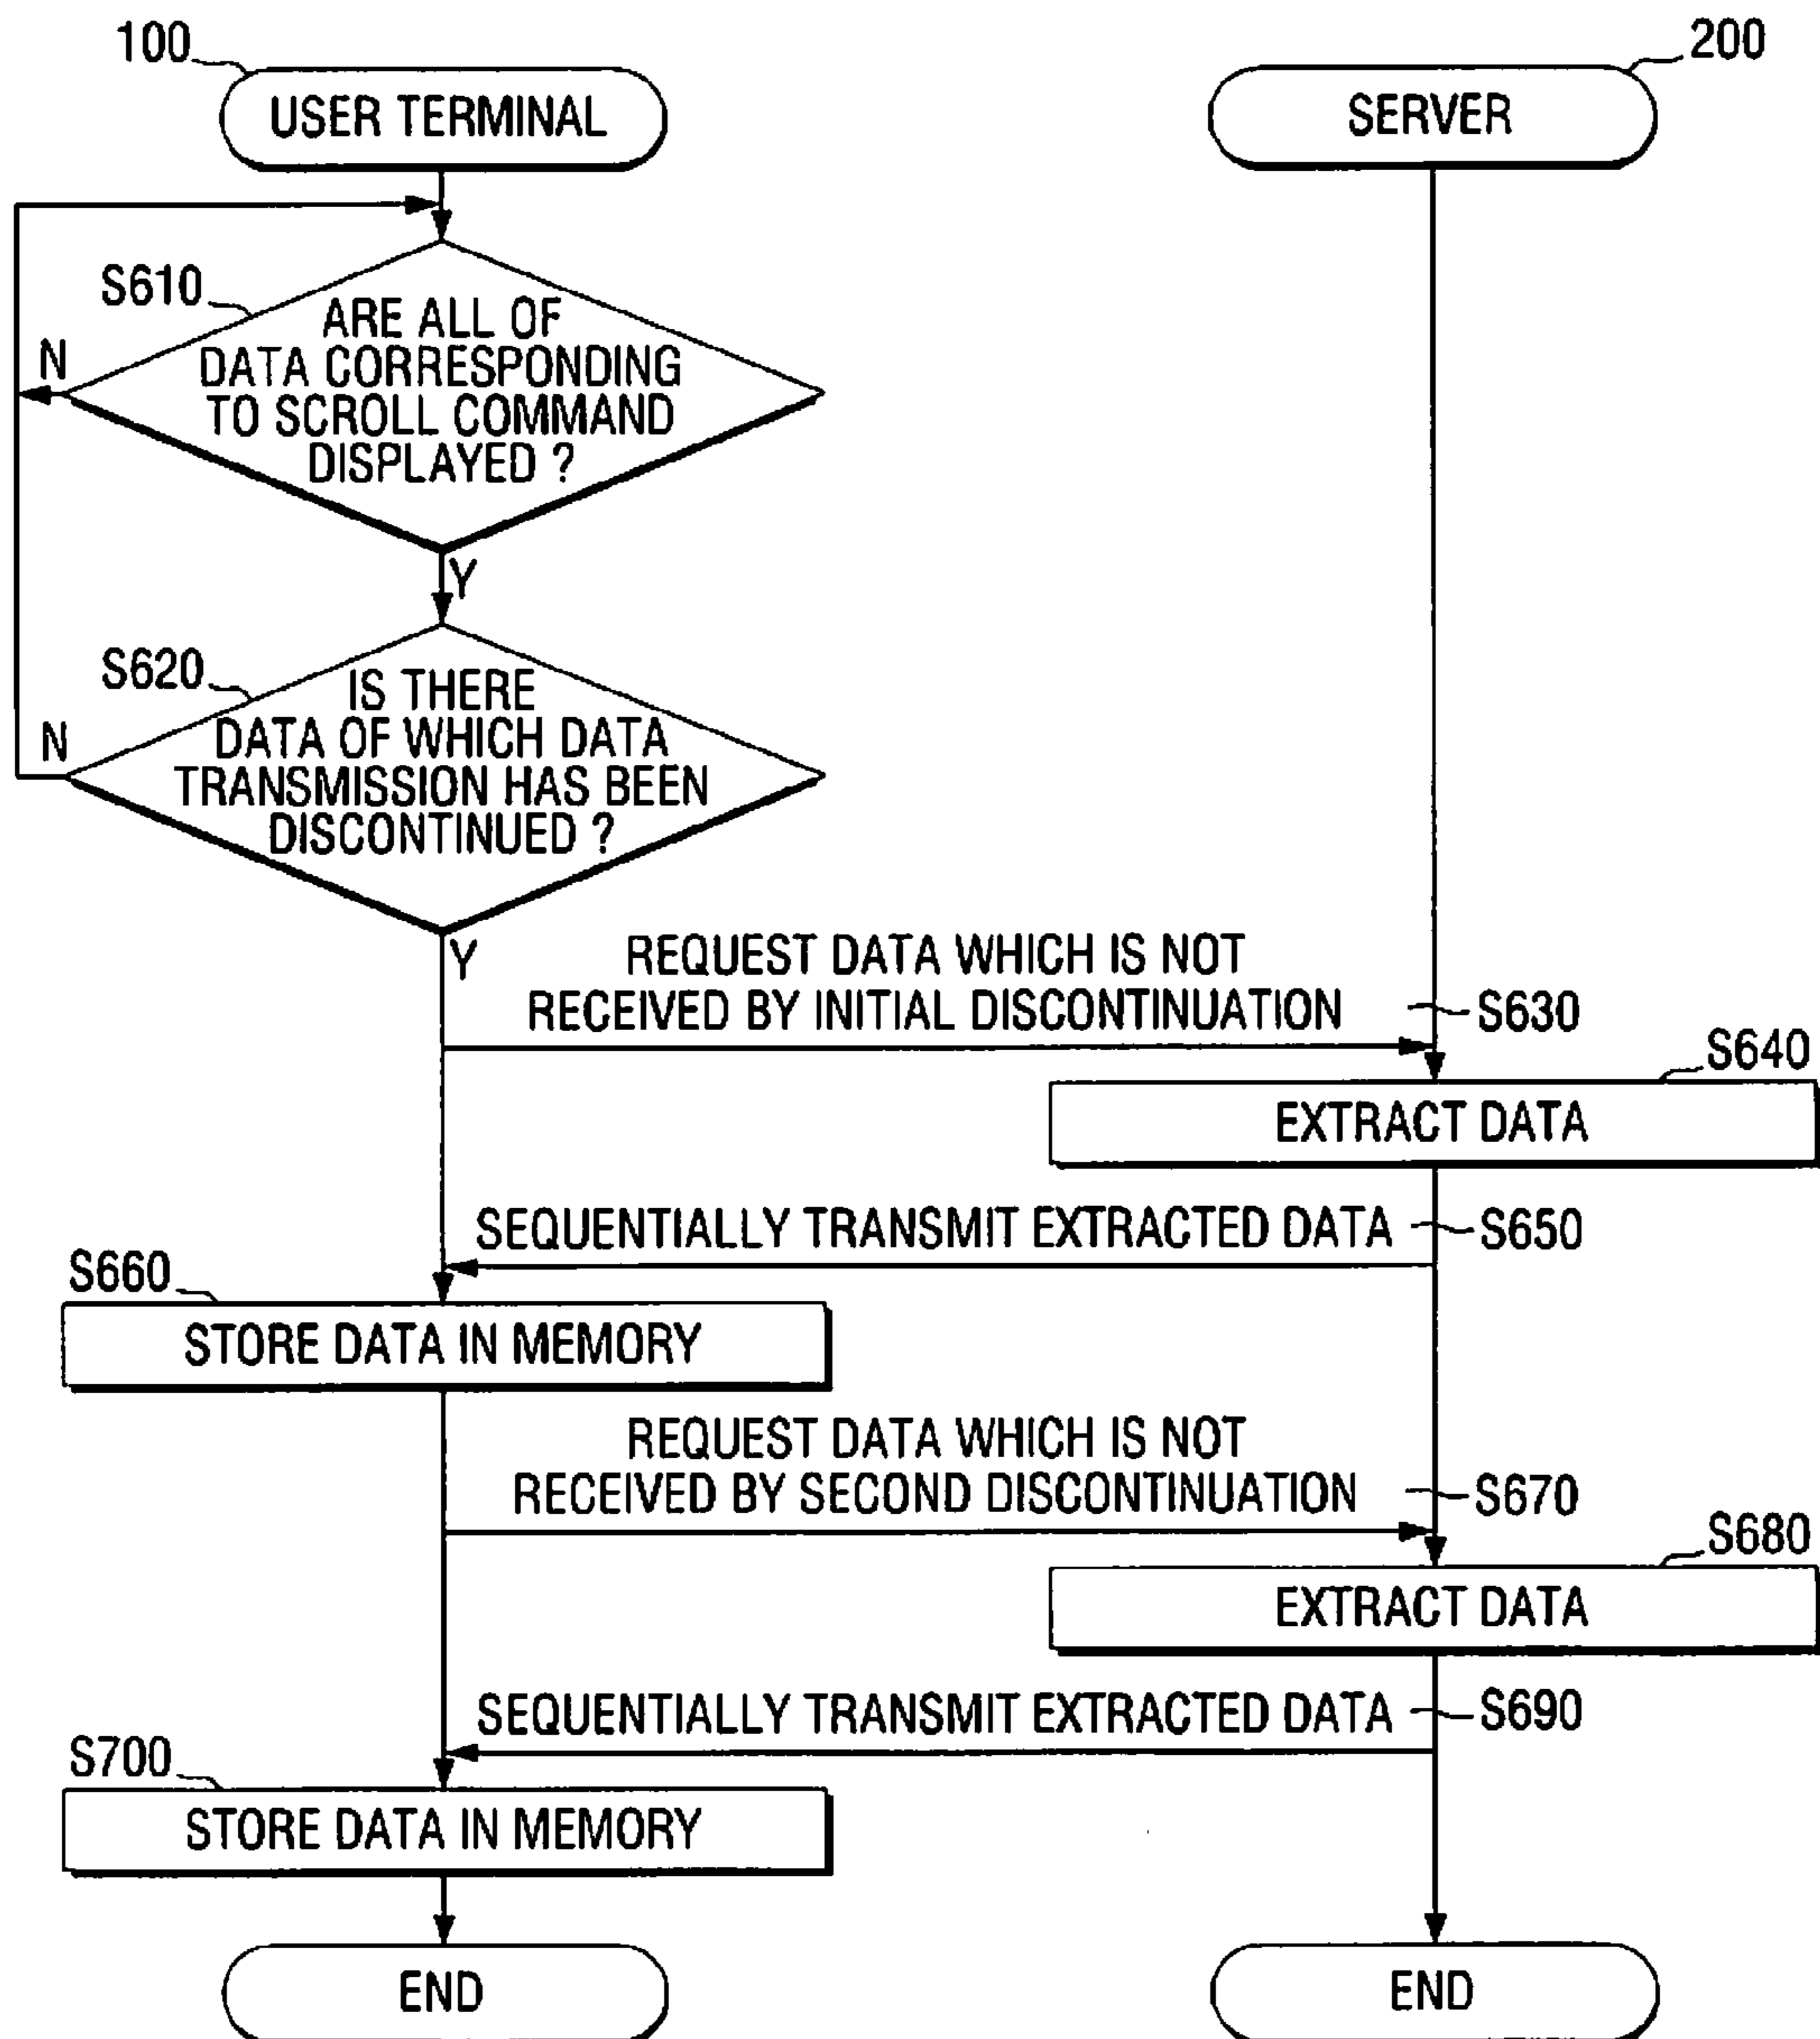 100
200
USER TERMINAL
SERVER
S610
ARE ALL OF
DATA CORRESPONDING
TO SCROLL COMMAND
DISPLAYED ?
N
Y
S620
IS THERE
DATA OF WHICH DATA
TRANSMISSION HAS BEEN
DISCONTINUED ?
N
Y
REQUEST DATA WHICH IS NOT
RECEIVED BY INITIAL DISCONTINUATION
S630
S640
EXTRACT DATA
SEQUENTIALLY TRANSMIT EXTRACTED DATA
S650
S660
STORE DATA IN MEMORY
REQUEST DATA WHICH IS NOT
RECEIVED BY SECOND DISCONTINUATION
S670
S680
EXTRACT DATA
SEQUENTIALLY TRANSMIT EXTRACTED DATA
S690
S700
STORE DATA IN MEMORY
END
END